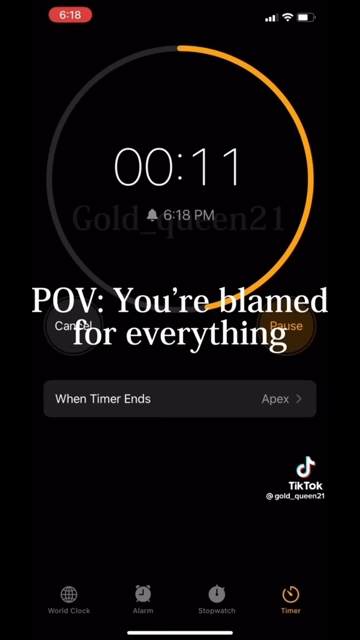 6:18
00:11
6:18 PM
Gold_queen21
POV: You're blamed
for everything
Cancel
Pause
When Timer Ends
Apex
TikTok
@gold_queen21
World Clock
Alarm
Stopwatch
Timer